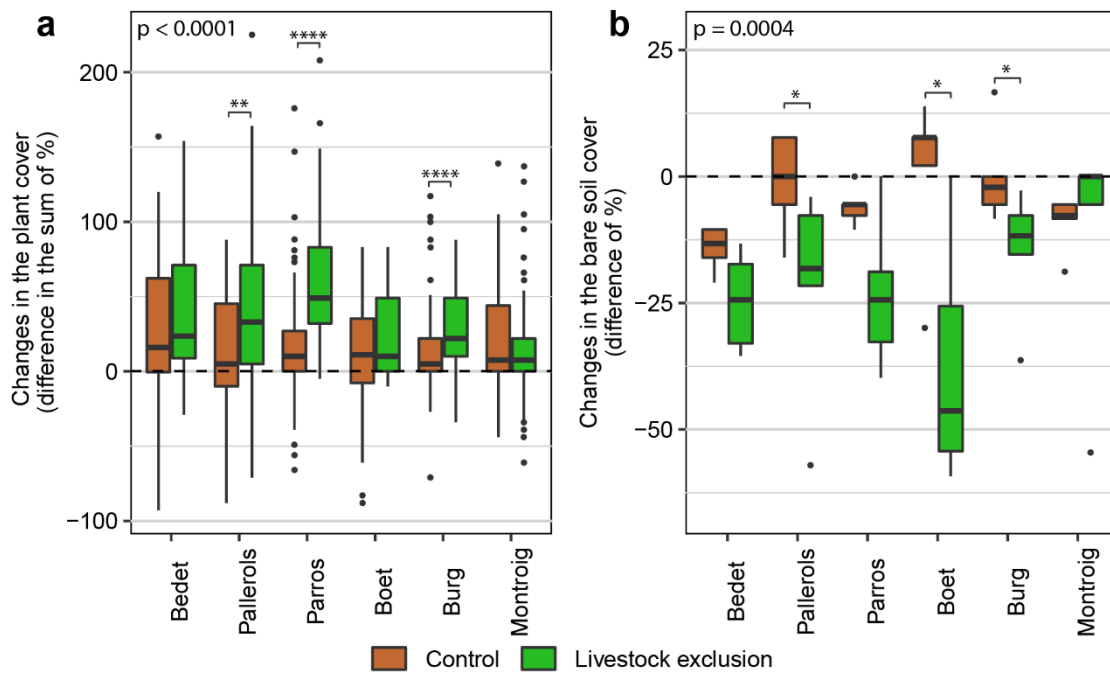 a
p < 0.0001
Changes in the plant cover
(difference in the sum of %)
200
100
0
−100
**
****
****
Bedet
Pallerols
Parros
Boet
Burg
Montroig
b
p = 0.0004
Changes in the bare soil cover
(difference of %)
25
0
−25
−50
*
*
*
Bedet
Pallerols
Parros
Boet
Burg
Montroig
Control
Livestock exclusion